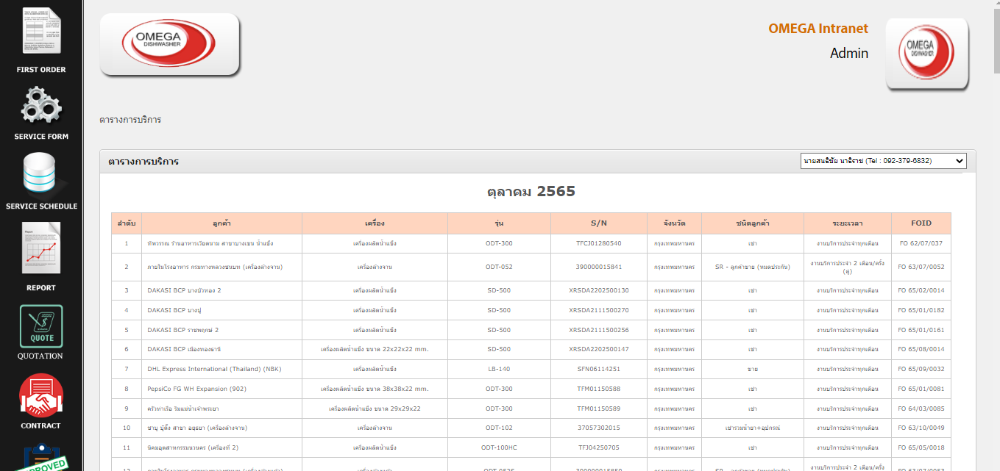 FIRST ORDER
SERVICE FORM
SERVICE SCHEDULE
REPORT
QUOTE
QUOTATION
CONTRACT
OMEGA
DISHWASHER
OMEGA Intranet
Admin
OMEGA
DISHWASHER
ตารางการบริการ
ตารางการบริการ
นายสนธิชัย นาธิราช (Tel : 092-379-6832)
ตุลาคม 2565
ลำดับ ลูกค้า เครื่อง รุ่น S/N จังหวัด ชนิดลูกค้า ระยะเวลา FOID
1 ทัพวรรณ ร้านอาหารเวียดนาม สาขาบางเขน น้ำแข็ง เครื่องผลิตน้ำแข็ง ODT-300 TFCJ01280540 กรุงเทพมหานคร เช่า งานบริการประจำทุกเดือน FO 62/07/037
2 ภายในโรงอาหาร กรมทางหลวงชนบท (เครื่องล้างจาน) เครื่องล้างจาน ODT-052 390000015841 กรุงเทพมหานคร SR - ลูกค้าขาย (หมดประกัน) งานบริการประจำ 2 เดือน/ครั้ง (คู่) FO 63/07/0052
3 DAKASI BCP บางบัวทอง 2 เครื่องผลิตน้ำแข็ง SD-500 XRSDA2202500130 กรุงเทพมหานคร เช่า งานบริการประจำทุกเดือน FO 65/02/0014
4 DAKASI BCP บางปู เครื่องผลิตน้ำแข็ง SD-500 XRSDA2111500270 กรุงเทพมหานคร เช่า งานบริการประจำทุกเดือน FO 65/01/0182
5 DAKASI BCP ราชพฤกษ์ 2 เครื่องผลิตน้ำแข็ง SD-500 XRSDA2111500256 กรุงเทพมหานคร เช่า งานบริการประจำทุกเดือน FO 65/01/0161
6 DAKASI BCP เมืองทองธานี เครื่องผลิตน้ำแข็ง ขนาด 22x22x22 mm. SD-500 XRSDA2202500147 กรุงเทพมหานคร เช่า งานบริการประจำทุกเดือน FO 65/08/0014
7 DHL Express International (Thailand) (NBK) เครื่องผลิตน้ำแข็ง LB-140 SFN06114251 กรุงเทพมหานคร ขาย งานบริการประจำทุกเดือน FO 65/09/0032
8 PepsiCo FG WH Expansion (902) เครื่องผลิตน้ำแข็ง ขนาด 38x38x22 mm. ODT-300 TFM01150588 กรุงเทพมหานคร เช่า งานบริการประจำทุกเดือน FO 65/01/0081
9 ครัวท่าเรือ ริมแม่น้ำเจ้าพระยา เครื่องผลิตน้ำแข็ง ขนาด 29x29x22 ODT-300 TFM01150589 กรุงเทพมหานคร เช่า งานบริการประจำทุกเดือน FO 64/03/0085
10 ชาบู บุ๊ตั๊ง สาขา อยุธยา (เครื่องล้างจาน) เครื่องล้างจาน ODT-102 37057302015 กรุงเทพมหานคร เช่ารวมน้ำยา+อุปกรณ์ งานบริการประจำทุกเดือน FO 63/10/0049
11 นิคมอุตสาหกรรมนวนคร (เครื่องที่ 2) เครื่องผลิตน้ำแข็ง ODT-100HC TFJ04250705 กรุงเทพมหานคร เช่า งานบริการประจำทุกเดือน FO 65/05/0018
งานบริการประจำ 2 เดือน/ครั้ง